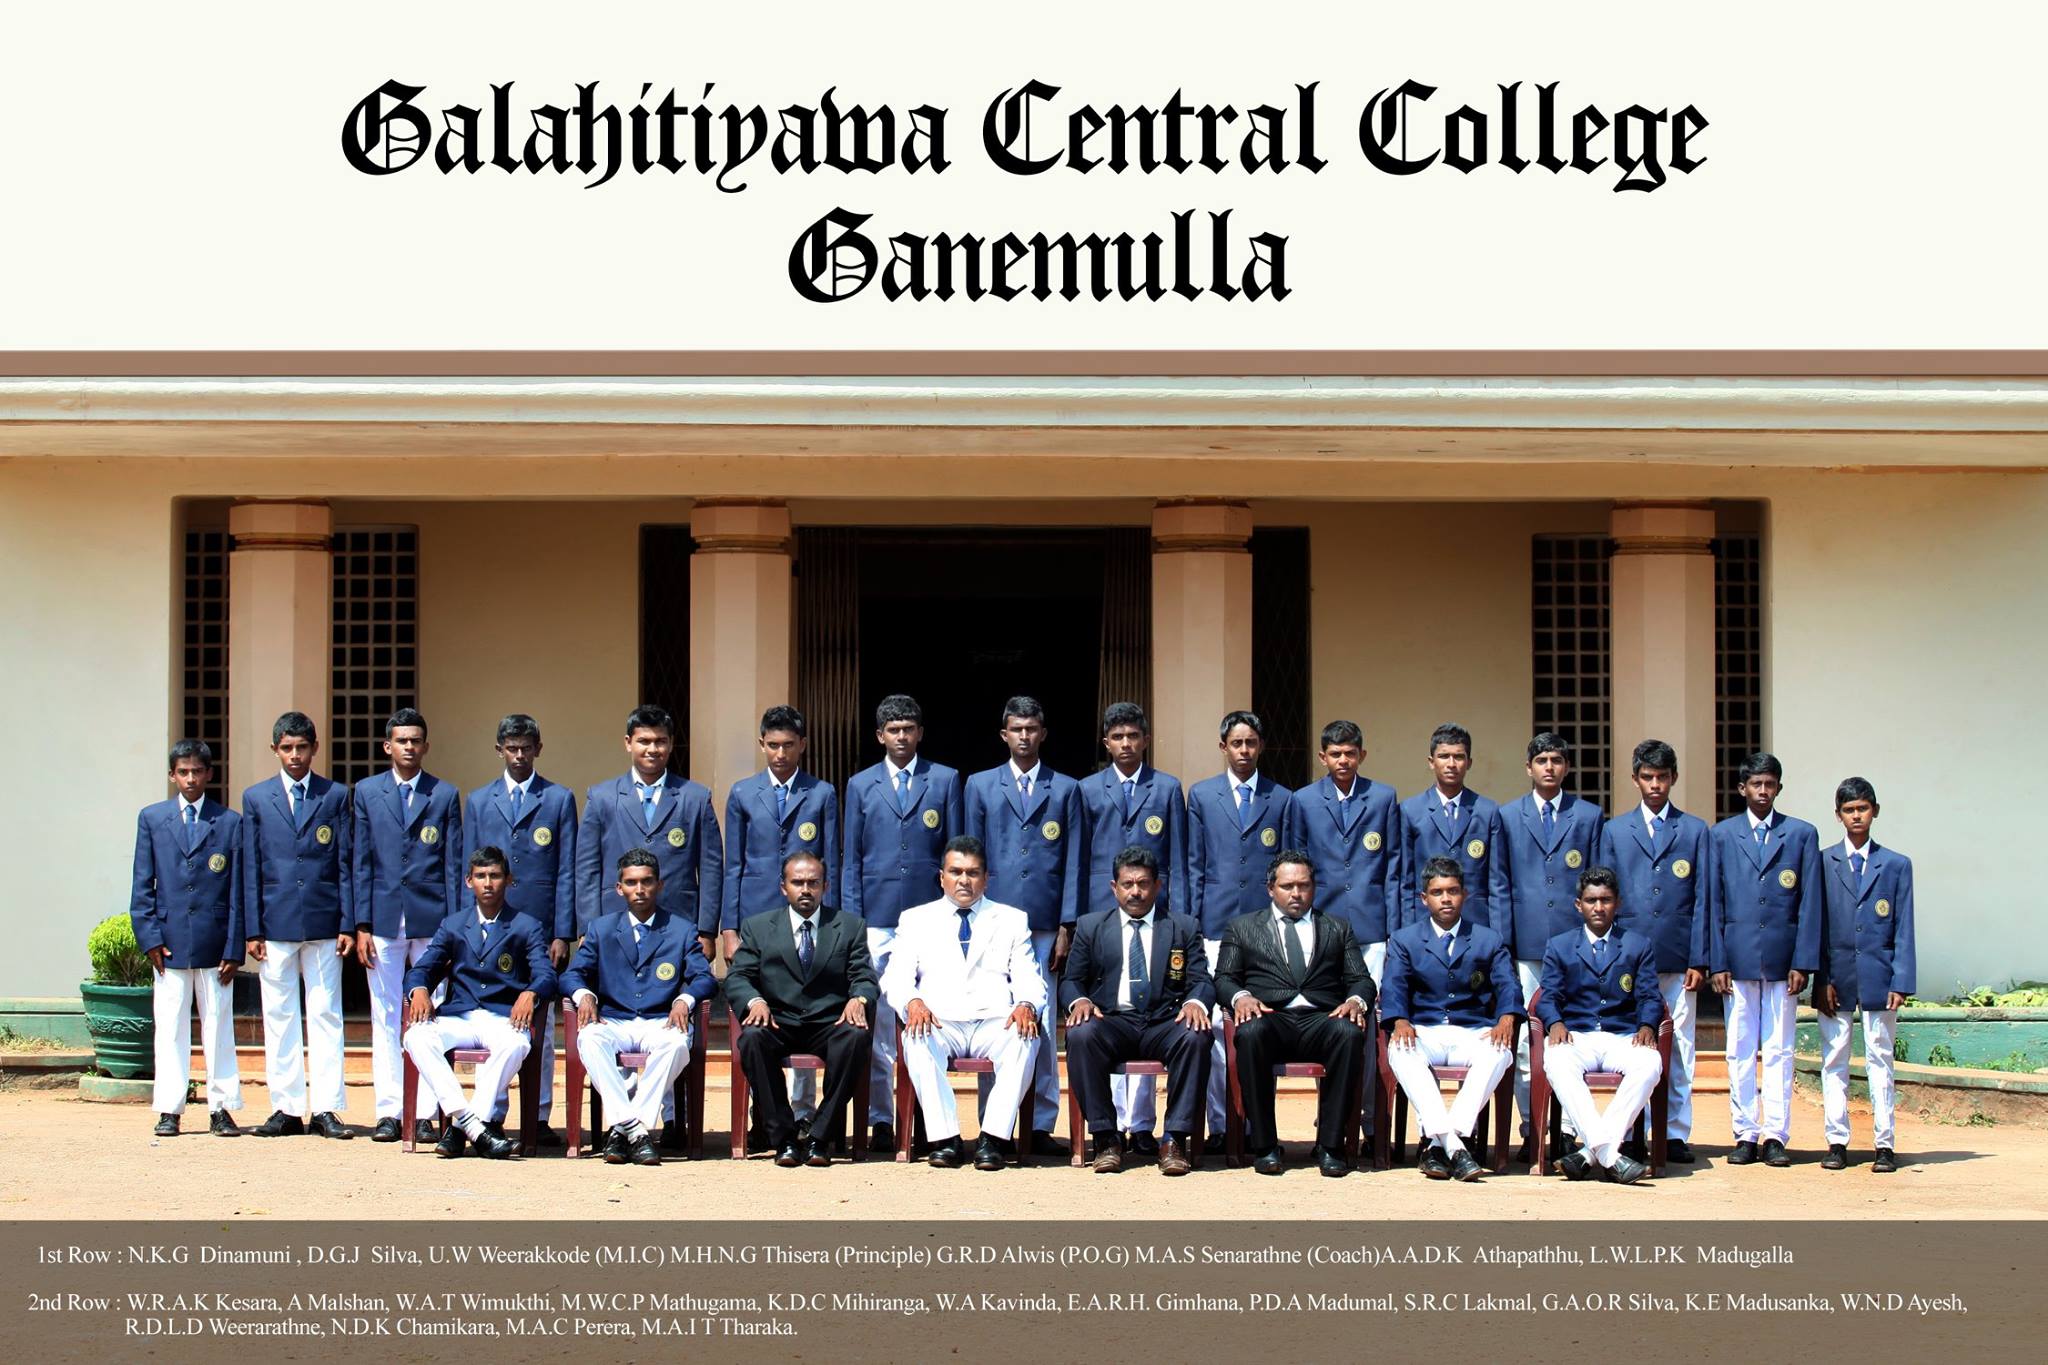 Galahitiyawa Central College
Ganemulla
1st Row : N.K.G Dinamuni , D.G.J Silva, U.W Weerakkode (M.I.C) M.H.N.G Thisera (Principle) G.R.D Alwis (P.O.G) M.A.S Senarathne (Coach)A.A.D.K Athapathhu, L.W.L.P.K Madugalla
2nd Row : W.R.A.K Kesara, A Malshan, W.A.T Wimukthi, M.W.C.P Mathugama, K.D.C Mihiranga, W.A Kavinda, E.A.R.H. Gimhana, P.D.A Madumal, S.R.C Lakmal, G.A.O.R Silva, K.E Madusanka, W.N.D Ayesh,
R.D.L.D Weerarathne, N.D.K Chamikara, M.A.C Perera, M.A.I T Tharaka.